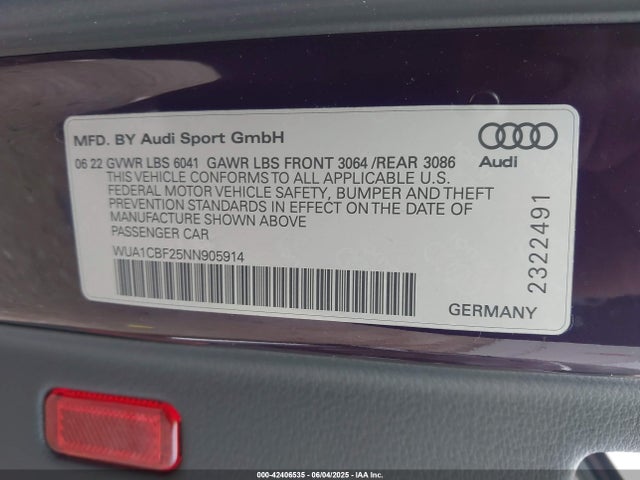 MFD. BY Audi Sport GmbH
06 22 GVWR LBS 6041 GAWR LBS FRONT 3064 /REAR 3086
THIS VEHICLE CONFORMS TO ALL APPLICABLE U.S.
FEDERAL MOTOR VEHICLE SAFETY, BUMPER AND THEFT
PREVENTION STANDARDS IN EFFECT ON THE DATE OF
MANUFACTURE SHOWN ABOVE
PASSENGER CAR
WUA1CBF25NN905914
Audi
2322491
GERMANY
000-42406535 - 06/04/2025 - IAA Inc.